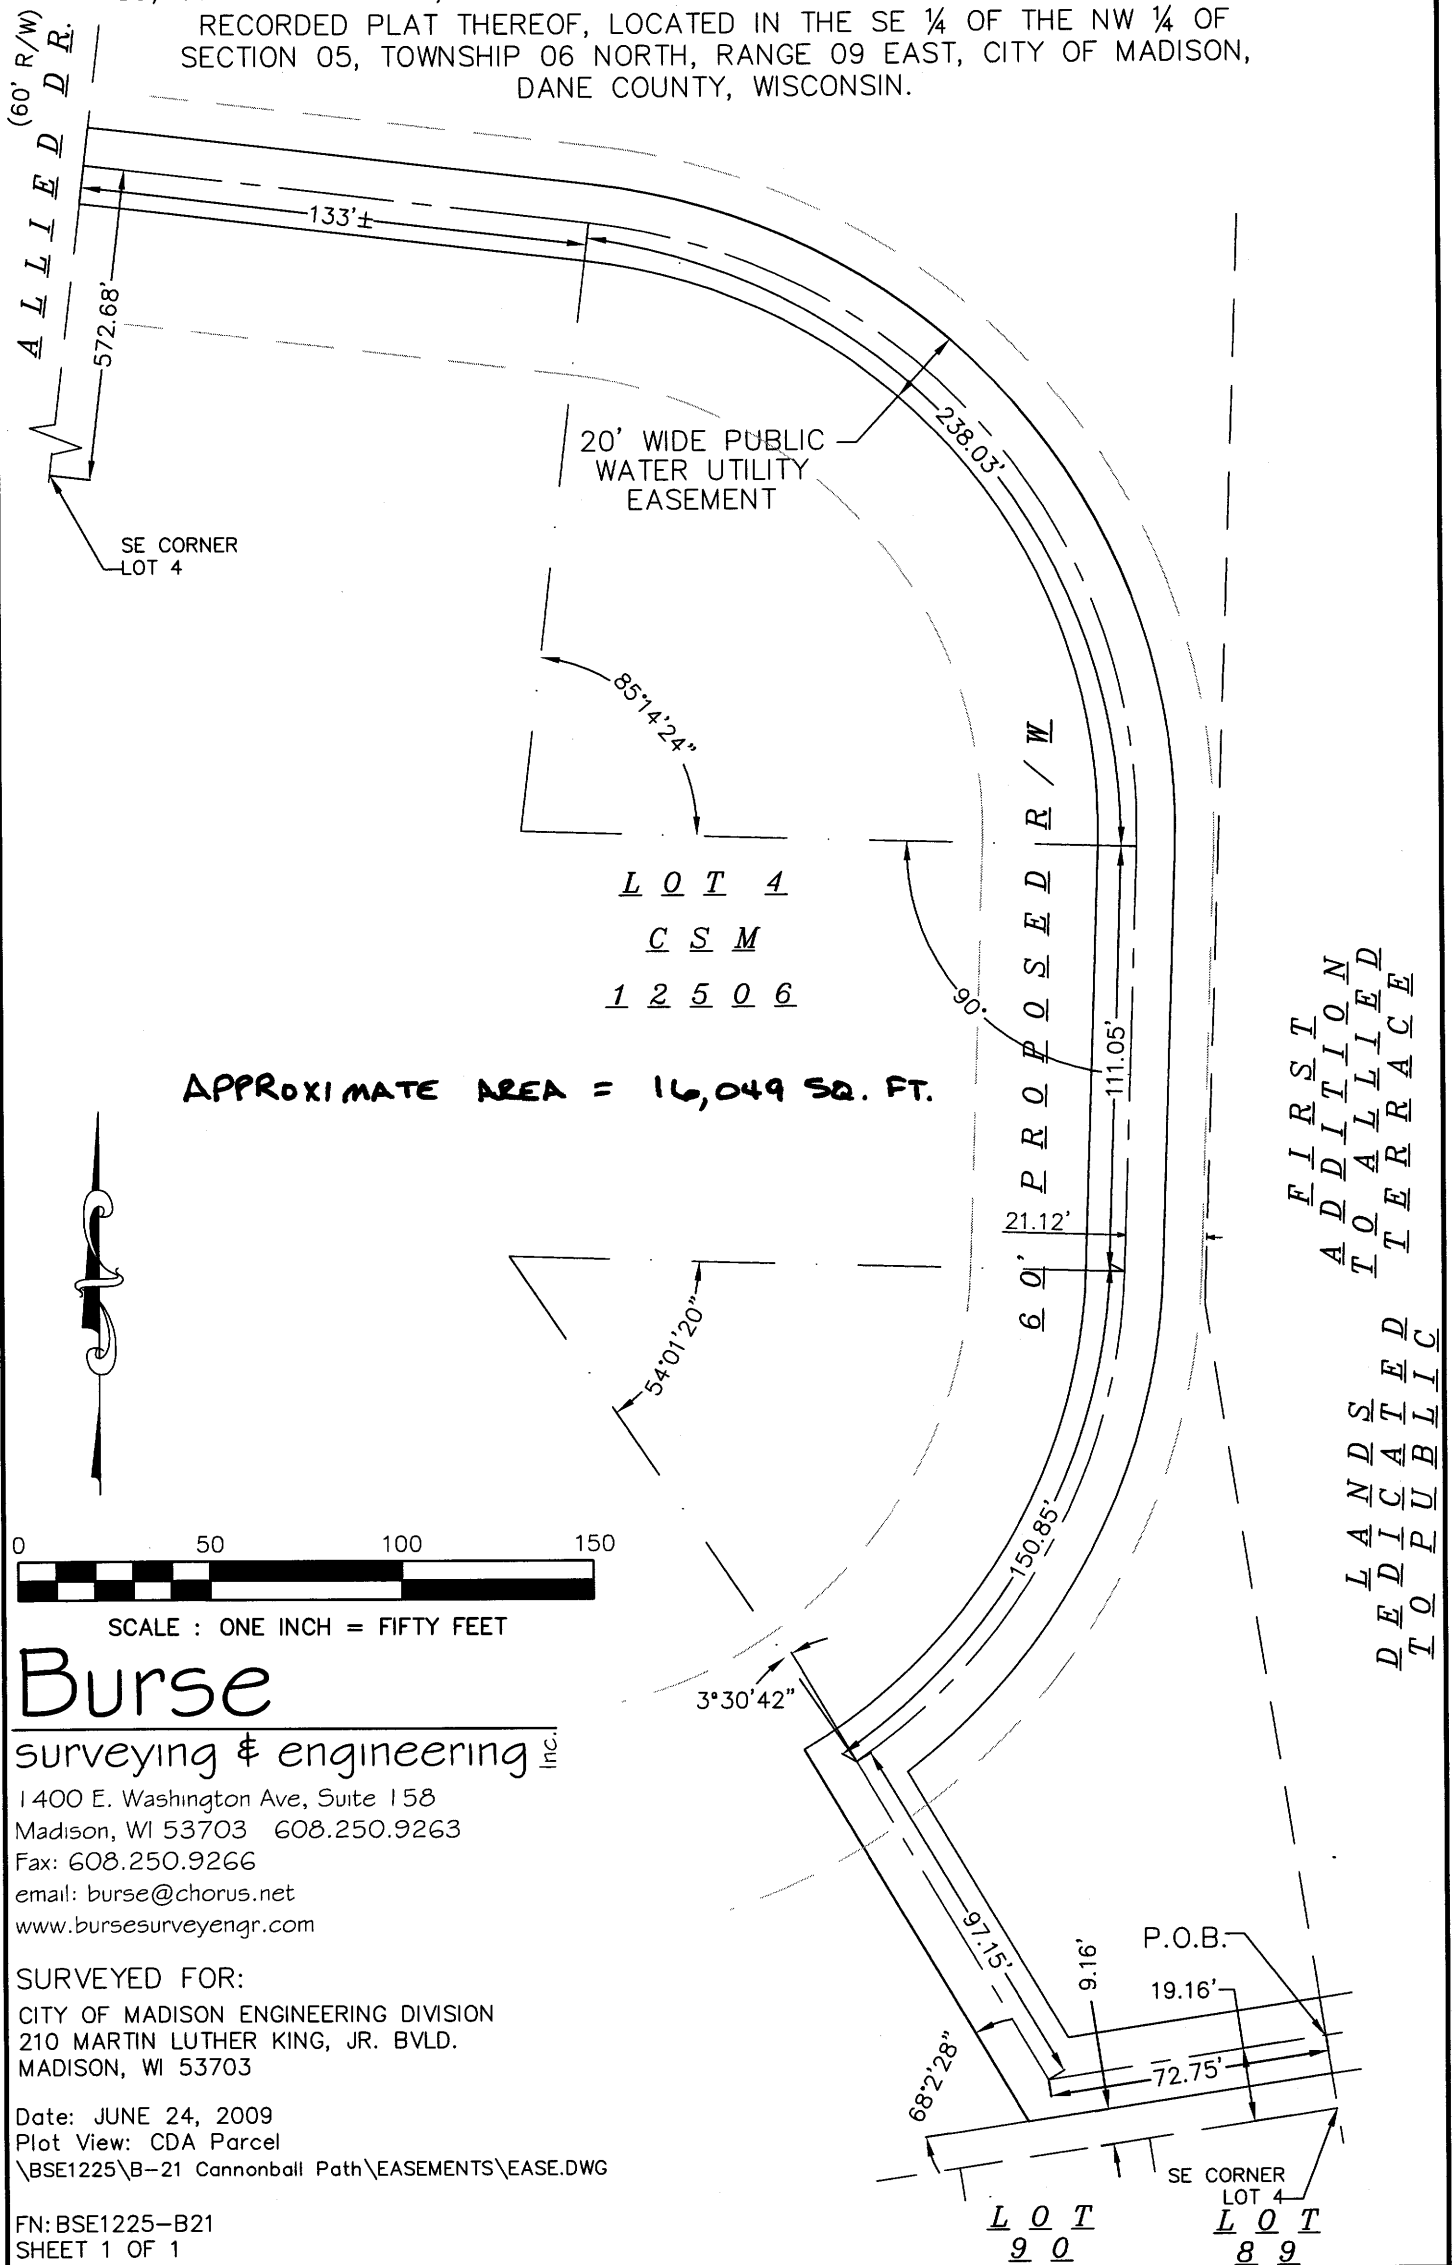 RECORDED PLAT THEREOF, LOCATED IN THE SE ¼ OF THE NW ¼ OF
SECTION 05, TOWNSHIP 06 NORTH, RANGE 09 EAST, CITY OF MADISON,
DANE COUNTY, WISCONSIN.
(60' R/W)
ALLIED DR.
133'±
572.68'
SE CORNER
LOT 4
20' WIDE PUBLIC
WATER UTILITY
EASEMENT
238.03'
85°14'24"
LOT 4
CSM
12506
90°
60' PROPOSED R/W
111.05'
APPROXIMATE AREA = 16,049 SQ. FT.
21.12'
FIRST
ADDITION
TO ALLIED
TERRACE
54°01'20"
LANDS
DEDICATED
TO PUBLIC
150.85'
0 50 100 150
SCALE : ONE INCH = FIFTY FEET
3°30'42"
Burse
surveying & engineering Inc.
1400 E. Washington Ave, Suite 158
Madison, WI 53703 608.250.9263
Fax: 608.250.9266
email: burse@chorus.net
www.bursesurveyengr.com
97.15'
9.16'
P.O.B.
19.16'
72.75'
68°2'28"
SURVEYED FOR:
CITY OF MADISON ENGINEERING DIVISION
210 MARTIN LUTHER KING, JR. BVLD.
MADISON, WI 53703
Date: JUNE 24, 2009
Plot View: CDA Parcel
\BSE1225\B-21 Cannonball Path\EASEMENTS\EASE.DWG
SE CORNER
LOT 4
LOT
90
LOT
89
FN: BSE1225-B21
SHEET 1 OF 1